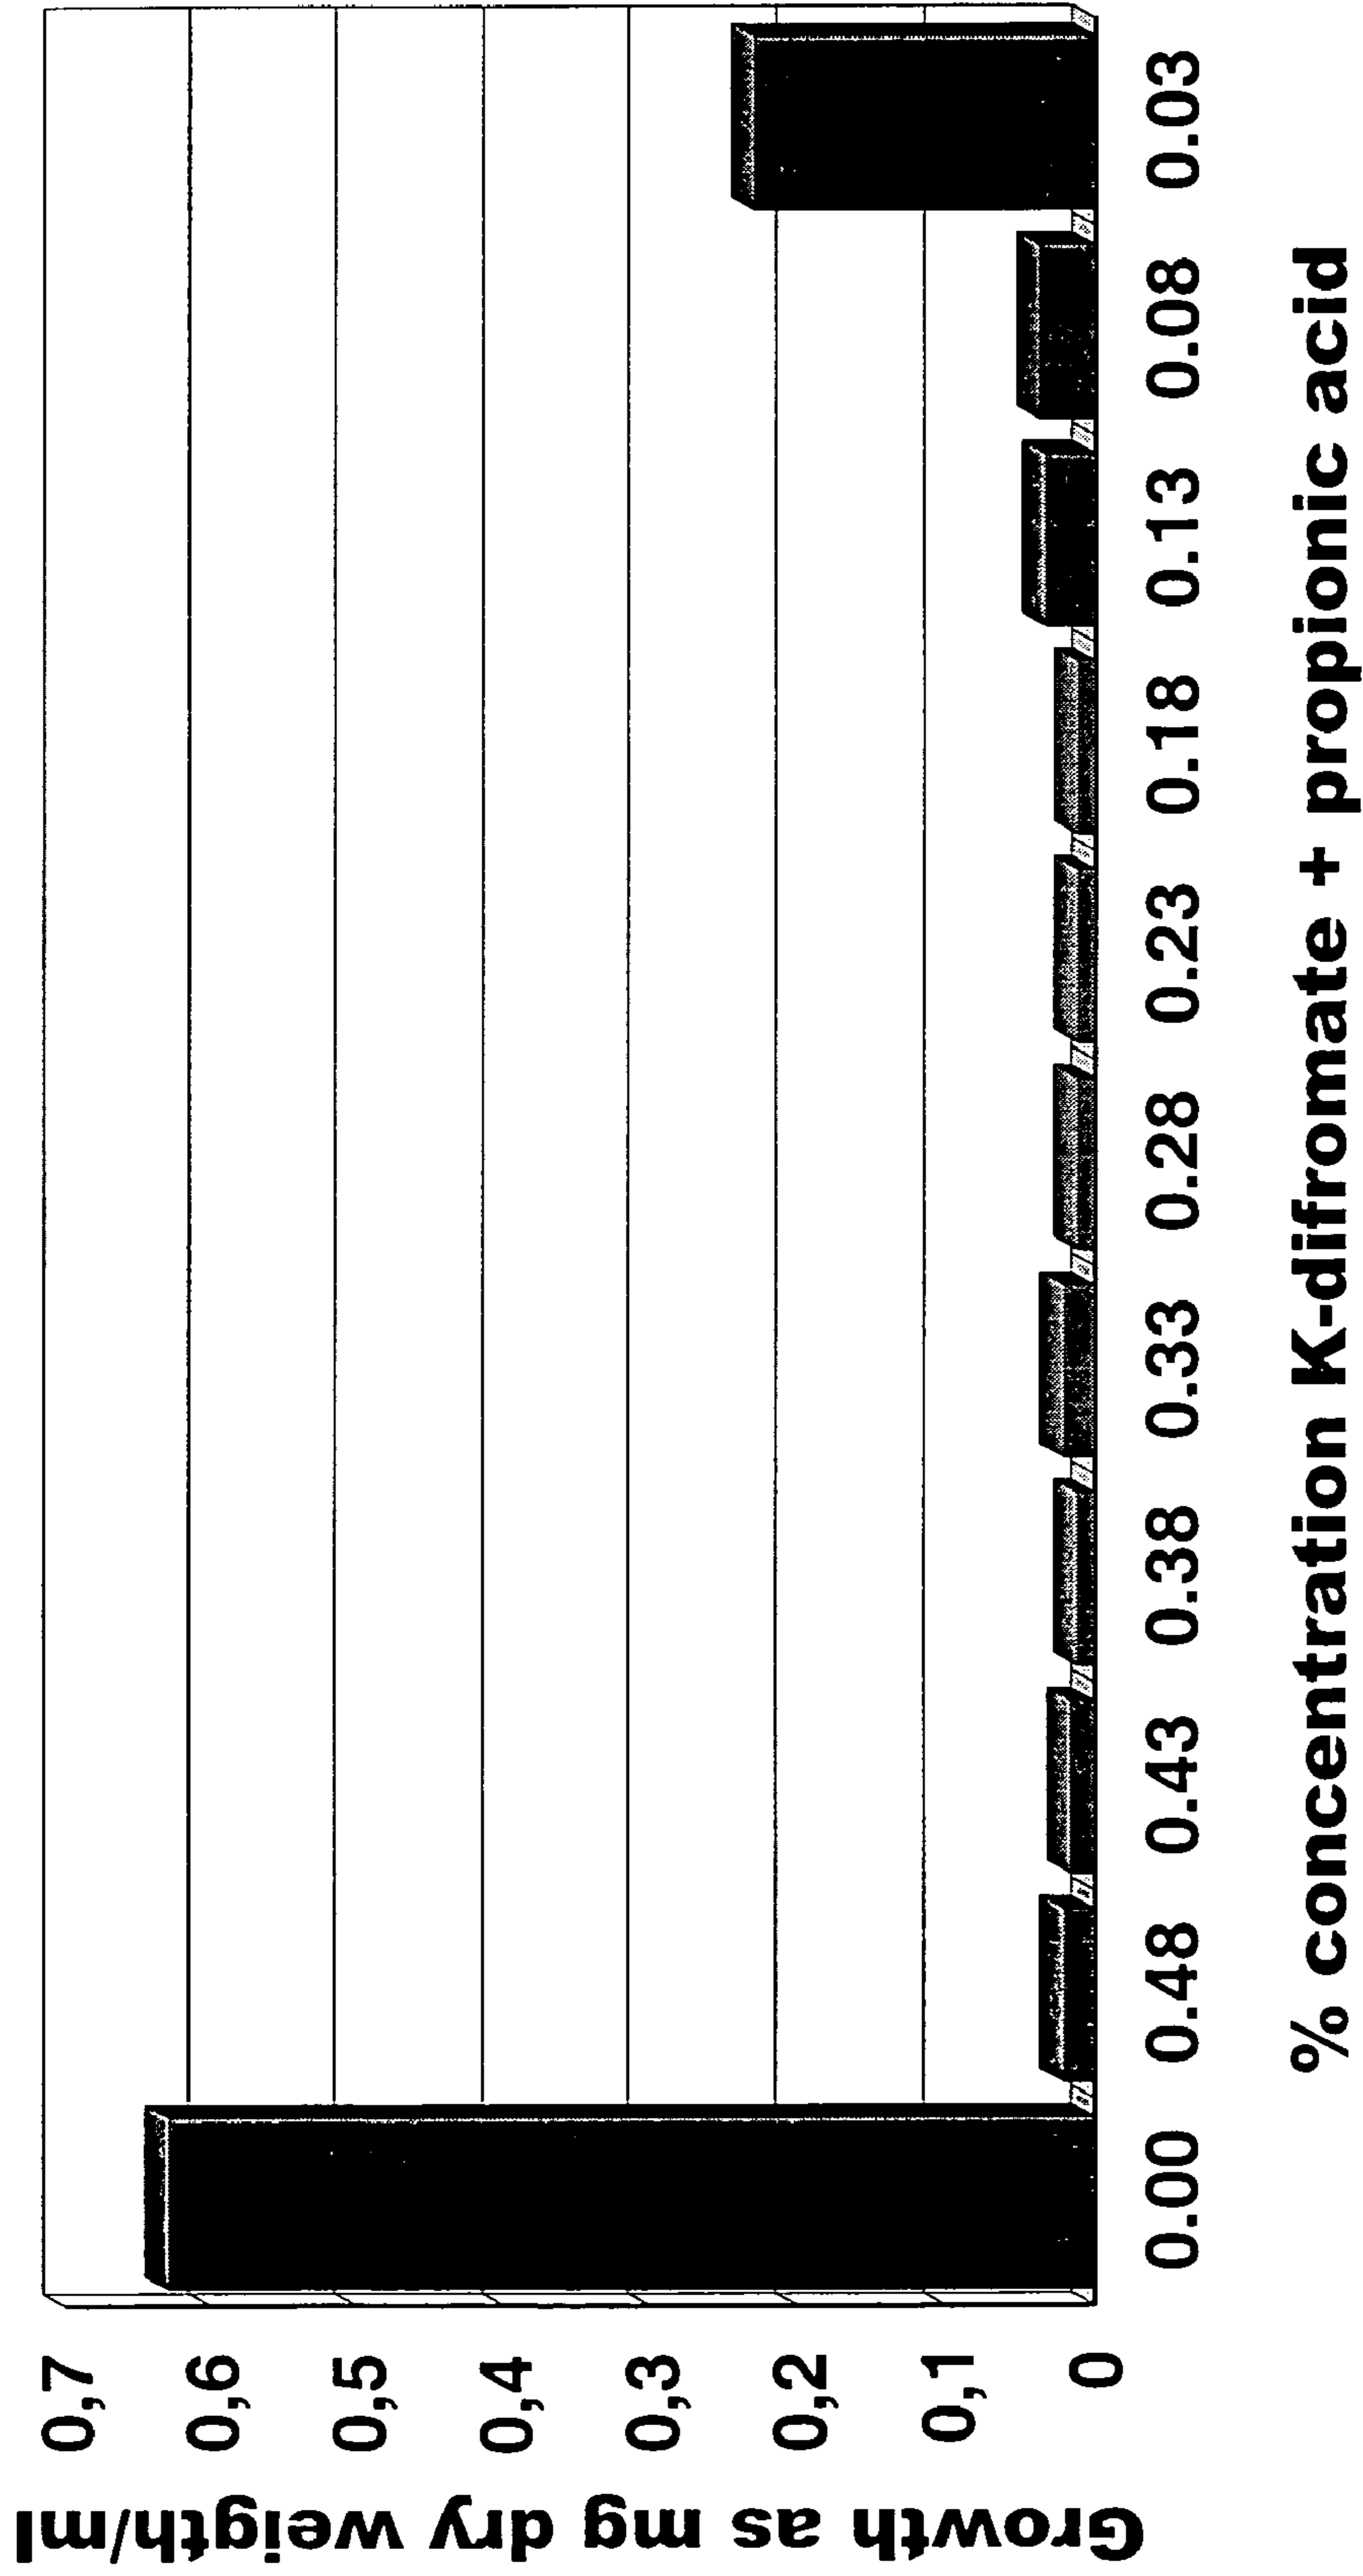 Growth as mg dry weigth/ml
0,7
0,6
0,5
0,4
0,3
0,2
0,1
0
0.00 0.48 0.43 0.38 0.33 0.28 0.23 0.18 0.13 0.08 0.03
% concentration K-difromate + propionic acid